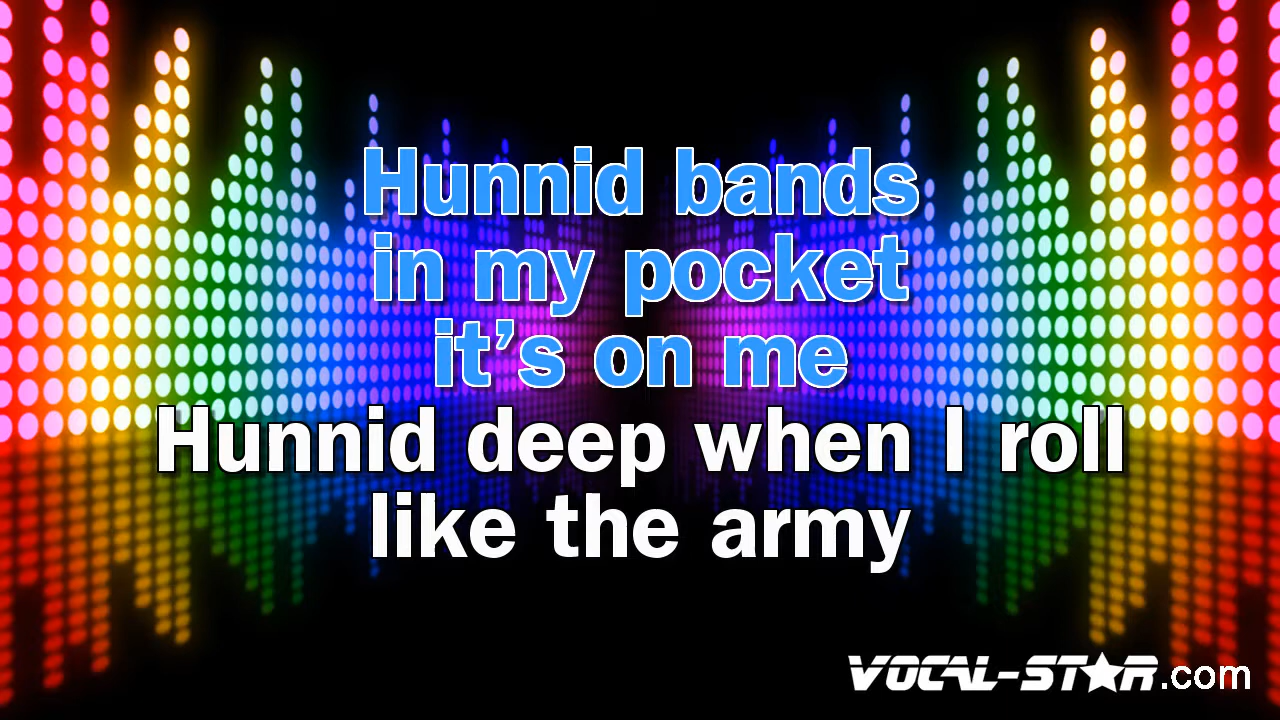 Hunnid bands
in my pocket
it’s on me
Hunnid deep when I roll
like the army
VOCAL-STAR.com